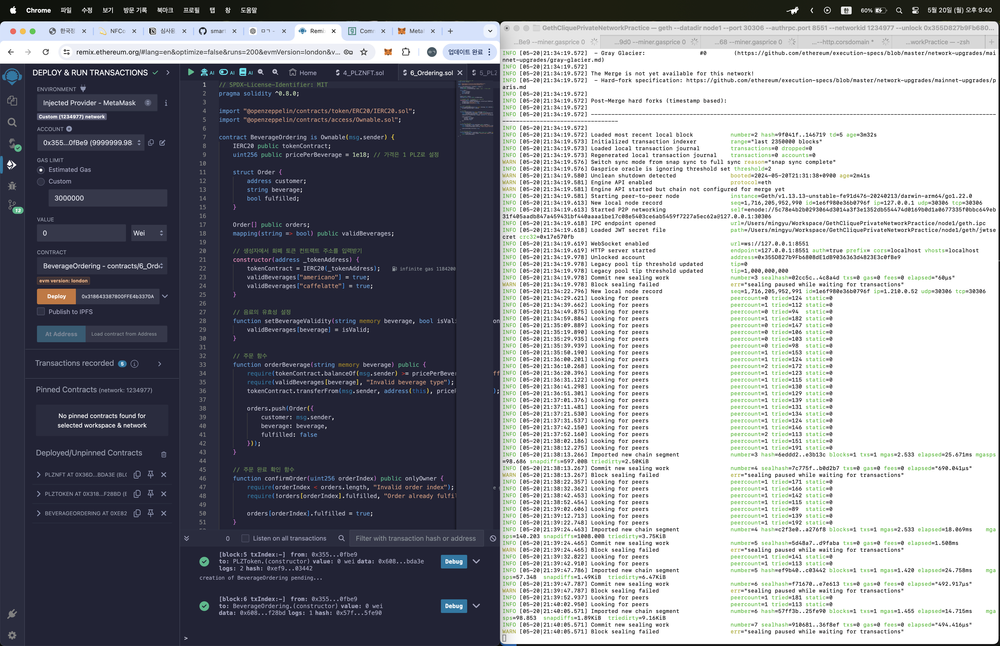 Chrome 파일 수정 보기 방문 기록 북마크 프로필 탭 창 도움말
한 60% 5월 20일 (월) 오후 9:40
한국정 NFCo 심사용 smart ㅁㄱ - Remix Comm Meta
remix.ethereum.org/#lang=en&optimize=false&runs=200&evmVersion=london&v... 업데이트 완료
DEPLOY & RUN TRANSACTIONS
ENVIRONMENT
Injected Provider - MetaMask
Custom (1234977) network
ACCOUNT
0x355...0fBe9 (9999999.98
GAS LIMIT
Estimated Gas
Custom
3000000
VALUE
0 Wei
CONTRACT
BeverageOrdering - contracts/6_Orde
evm version: london
Deploy 0x318643387800FFE4b3370A
Publish to IPFS
At Address Load contract from Address
Transactions recorded 5
Pinned Contracts (network: 1234977)
No pinned contracts found for
selected workspace & network
Deployed/Unpinned Contracts
PLZNFT AT 0X36D...BDA3E (BLO
PLZTOKEN AT 0X318...F28BD (E
BEVERAGEORDERING AT 0XE82
13
AI AI AI Home 4_PLZNFT.sol 6_Ordering.sol 5_PLZ
1 // SPDX-License-Identifier: MIT
2 pragma solidity ^0.8.0;
3
4 import "@openzeppelin/contracts/token/ERC20/IERC20.sol";
5 import "@openzeppelin/contracts/access/Ownable.sol";
6
7 contract BeverageOrdering is Ownable(msg.sender) {
8 IERC20 public tokenContract;
9 uint256 public pricePerBeverage = 1e18; // 가격은 1 PLZ로 설정
10
11 struct Order {
12 address customer;
13 string beverage;
14 bool fulfilled;
15 }
16
17 Order[] public orders;
18 mapping(string => bool) public validBeverages;
19
20 // 생성자에서 화폐 토큰 컨트랙트 주소를 입력받기
21 constructor(address _tokenAddress) {
22 tokenContract = IERC20(_tokenAddress); infinite gas 1184200
23 validBeverages["americano"] = true;
24 validBeverages["caffelatte"] = true;
25 }
26
27 // 음료의 유효성 설정
28 function setBeverageValidity(string memory beverage, bool isVali on
29 validBeverages[beverage] = isValid;
30 }
31
32 // 주문 함수
33 function orderBeverage(string memory beverage) public {
34 require(tokenContract.balanceOf(msg.sender) >= pricePerBever ff
35 require(validBeverages[beverage], "Invalid beverage type");
36 tokenContract.transferFrom(msg.sender, address(this), priceP );
37
38 orders.push(Order({
39 customer: msg.sender,
40 beverage: beverage,
41 fulfilled: false
42 }));
43 }
44
45 // 주문 완료 확인 함수
46 function confirmOrder(uint256 orderIndex) public onlyOwner {
47 require(orderIndex < orders.length, "Invalid order index"); e g
48 require(!orders[orderIndex].fulfilled, "Order already fulfil
49
50 orders[orderIndex].fulfilled = true;
51 }
0 Listen on all transactions Filter with transaction hash or address
[block:5 txIndex:-] from: 0x355...0fbe9
to: PLZToken.(constructor) value: 0 wei data: 0x608...bda3e
logs: 2 hash: 0xef9...03442
Debug
creation of BeverageOrdering pending...
[block:6 txIndex:-] from: 0x355...0fbe9
to: BeverageOrdering.(constructor) value: 0 wei
data: 0x608...f28bd logs: 1 hash: 0x57f...5fe90
Debug
>
GethCliquePrivateNetworkPractice — geth --datadir node1 --port 30306 --authrpc.port 8551 --networkid 1234977 --unlock 0x355D827b9Fb680...
...Be9 --miner.gasprice 0 ...9d0 --miner.gasprice 0 ...68 --miner.gasprice 0 ...--http.corsdomain * ...workPractice — -zsh
INFO [05-20|21:34:19.572] - Gray Glacier: #0 (https://github.com/ethereum/execution-specs/blob/master/network-upgrades/mai
nnet-upgrades/gray-glacier.md)
INFO [05-20|21:34:19.572]
INFO [05-20|21:34:19.572] The Merge is not yet available for this network!
INFO [05-20|21:34:19.572] - Hard-fork specification: https://github.com/ethereum/execution-specs/blob/master/network-upgrades/mainnet-upgrades/p
aris.md
INFO [05-20|21:34:19.572]
INFO [05-20|21:34:19.572] Post-Merge hard forks (timestamp based):
INFO [05-20|21:34:19.572]
INFO [05-20|21:34:19.572] ---------------------------------------------------------------------------------------------------------------------
---------------------------------
INFO [05-20|21:34:19.572]
INFO [05-20|21:34:19.572] Loaded most recent local block number=2 hash=9f041f..146719 td=5 age=3m32s
INFO [05-20|21:34:19.573] Initialized transaction indexer range="last 2350000 blocks"
INFO [05-20|21:34:19.573] Loaded local transaction journal transactions=0 dropped=0
INFO [05-20|21:34:19.573] Regenerated local transaction journal transactions=0 accounts=0
WARN [05-20|21:34:19.576] Switch sync mode from snap sync to full sync reason="snap sync complete"
INFO [05-20|21:34:19.576] Gasprice oracle is ignoring threshold set threshold=2
WARN [05-20|21:34:19.580] Unclean shutdown detected booted=2024-05-20T21:31:38+0900 age=2m41s
WARN [05-20|21:34:19.581] Engine API enabled protocol=eth
WARN [05-20|21:34:19.581] Engine API started but chain not configured for merge yet
INFO [05-20|21:34:19.581] Starting peer-to-peer node instance=Geth/v1.13.13-unstable-fe91d476-20240213/darwin-arm64/go1.22.0
INFO [05-20|21:34:19.613] New local node record seq=1,716,205,952,990 id=1e6f980e36b0796f ip=127.0.0.1 udp=30306 tcp=30306
INFO [05-20|21:34:19.613] Started P2P networking self=enode://5c78e4b2b0293064d3014a3f3e1352db554474d0169b0d1a0677335f0bbc649eb
31f405aadb847a459431bf440aaaa1be17c08e5403ce6ab5459f7227a5ec62a@127.0.0.1:30306
INFO [05-20|21:34:19.618] IPC endpoint opened url=/Users/mingyu/Workspace/GethCliquePrivateNetworkPractice/node1/geth.ipc
INFO [05-20|21:34:19.618] Loaded JWT secret file path=/Users/mingyu/Workspace/GethCliquePrivateNetworkPractice/node1/geth/jwtse
cret crc32=0x17e570fb
INFO [05-20|21:34:19.619] WebSocket enabled url=ws://127.0.0.1:8551
INFO [05-20|21:34:19.619] HTTP server started endpoint=127.0.0.1:8551 auth=true prefix= cors=localhost vhosts=localhost
INFO [05-20|21:34:19.978] Unlocked account address=0x355D827b9Fb6808dE1dB9036363d4823E3c0fBe9
INFO [05-20|21:34:19.978] Legacy pool tip threshold updated tip=0
INFO [05-20|21:34:19.978] Legacy pool tip threshold updated tip=1,000,000,000
INFO [05-20|21:34:19.978] Commit new sealing work number=3 sealhash=02cc5c..4c8a4d txs=0 gas=0 fees=0 elapsed="60µs"
WARN [05-20|21:34:19.978] Block sealing failed err="sealing paused while waiting for transactions"
INFO [05-20|21:34:22.796] New local node record seq=1,716,205,952,991 id=1e6f980e36b0796f ip=1.210.0.52 udp=30306 tcp=30306
INFO [05-20|21:34:29.621] Looking for peers peercount=0 tried=124 static=0
INFO [05-20|21:34:39.662] Looking for peers peercount=1 tried=112 static=0
INFO [05-20|21:34:49.875] Looking for peers peercount=0 tried=94 static=0
INFO [05-20|21:34:59.884] Looking for peers peercount=1 tried=182 static=0
INFO [05-20|21:35:09.889] Looking for peers peercount=0 tried=147 static=0
INFO [05-20|21:35:19.890] Looking for peers peercount=0 tried=106 static=0
INFO [05-20|21:35:29.935] Looking for peers peercount=0 tried=103 static=0
INFO [05-20|21:35:39.939] Looking for peers peercount=0 tried=98 static=0
INFO [05-20|21:35:50.190] Looking for peers peercount=1 tried=153 static=0
INFO [05-20|21:36:00.201] Looking for peers peercount=1 tried=124 static=0
INFO [05-20|21:36:10.268] Looking for peers peercount=2 tried=172 static=0
INFO [05-20|21:36:20.396] Looking for peers peercount=1 tried=123 static=0
INFO [05-20|21:36:31.122] Looking for peers peercount=1 tried=115 static=0
INFO [05-20|21:36:41.298] Looking for peers peercount=1 tried=130 static=0
INFO [05-20|21:36:51.301] Looking for peers peercount=1 tried=129 static=0
INFO [05-20|21:37:01.376] Looking for peers peercount=1 tried=139 static=0
INFO [05-20|21:37:11.481] Looking for peers peercount=1 tried=131 static=0
INFO [05-20|21:37:21.530] Looking for peers peercount=1 tried=134 static=0
INFO [05-20|21:37:31.537] Looking for peers peercount=1 tried=124 static=0
INFO [05-20|21:37:42.150] Looking for peers peercount=1 tried=146 static=0
INFO [05-20|21:37:52.160] Looking for peers peercount=2 tried=113 static=0
INFO [05-20|21:38:02.186] Looking for peers peercount=1 tried=151 static=0
INFO [05-20|21:38:12.275] Looking for peers peercount=1 tried=191 static=0
INFO [05-20|21:38:13.266] Imported new chain segment number=3 hash=6eddd2..e3b13c blocks=1 txs=1 mgas=2.533 elapsed=25.671ms mgasps
=98.686 snapdiffs=597.00B triedirty=2.50KiB
INFO [05-20|21:38:13.267] Commit new sealing work number=4 sealhash=7c775f..b0d2b7 txs=0 gas=0 fees=0 elapsed="690.041µs"
WARN [05-20|21:38:13.267] Block sealing failed err="sealing paused while waiting for transactions"
INFO [05-20|21:38:22.357] Looking for peers peercount=1 tried=171 static=0
INFO [05-20|21:38:32.362] Looking for peers peercount=1 tried=166 static=0
INFO [05-20|21:38:42.453] Looking for peers peercount=1 tried=142 static=0
INFO [05-20|21:38:52.454] Looking for peers peercount=1 tried=115 static=0
INFO [05-20|21:39:02.606] Looking for peers peercount=1 tried=89 static=0
INFO [05-20|21:39:12.713] Looking for peers peercount=1 tried=139 static=0
INFO [05-20|21:39:22.748] Looking for peers peercount=1 tried=192 static=0
INFO [05-20|21:39:24.463] Imported new chain segment number=4 hash=c2f3e0..a276f8 blocks=1 txs=1 mgas=2.533 elapsed=18.069ms mga
sps=140.203 snapdiffs=1008.00B triedirty=3.75KiB
INFO [05-20|21:39:24.465] Commit new sealing work number=5 sealhash=5d48a7..d9faba txs=0 gas=0 fees=0 elapsed=1.508ms
WARN [05-20|21:39:24.465] Block sealing failed err="sealing paused while waiting for transactions"
INFO [05-20|21:39:32.822] Looking for peers peercount=1 tried=141 static=0
INFO [05-20|21:39:42.910] Looking for peers peercount=1 tried=113 static=0
INFO [05-20|21:39:47.786] Imported new chain segment number=5 hash=ef9b40..c03442 blocks=1 txs=1 mgas=1.420 elapsed=24.758ms mga
sps=57.348 snapdiffs=1.49KiB triedirty=6.47KiB
INFO [05-20|21:39:47.787] Commit new sealing work number=6 sealhash=f71670..e7e613 txs=0 gas=0 fees=0 elapsed="492.917µs"
WARN [05-20|21:39:47.787] Block sealing failed err="sealing paused while waiting for transactions"
INFO [05-20|21:39:52.937] Looking for peers peercount=1 tried=181 static=0
INFO [05-20|21:40:02.950] Looking for peers peercount=1 tried=113 static=0
INFO [05-20|21:40:05.571] Imported new chain segment number=6 hash=57ff3b..25fe90 blocks=1 txs=1 mgas=1.455 elapsed=14.715ms mga
sps=98.853 snapdiffs=1.89KiB triedirty=9.16KiB
INFO [05-20|21:40:05.571] Commit new sealing work number=7 sealhash=910681..36f8ef txs=0 gas=0 fees=0 elapsed="494.416µs"
WARN [05-20|21:40:05.571] Block sealing failed err="sealing paused while waiting for transactions"